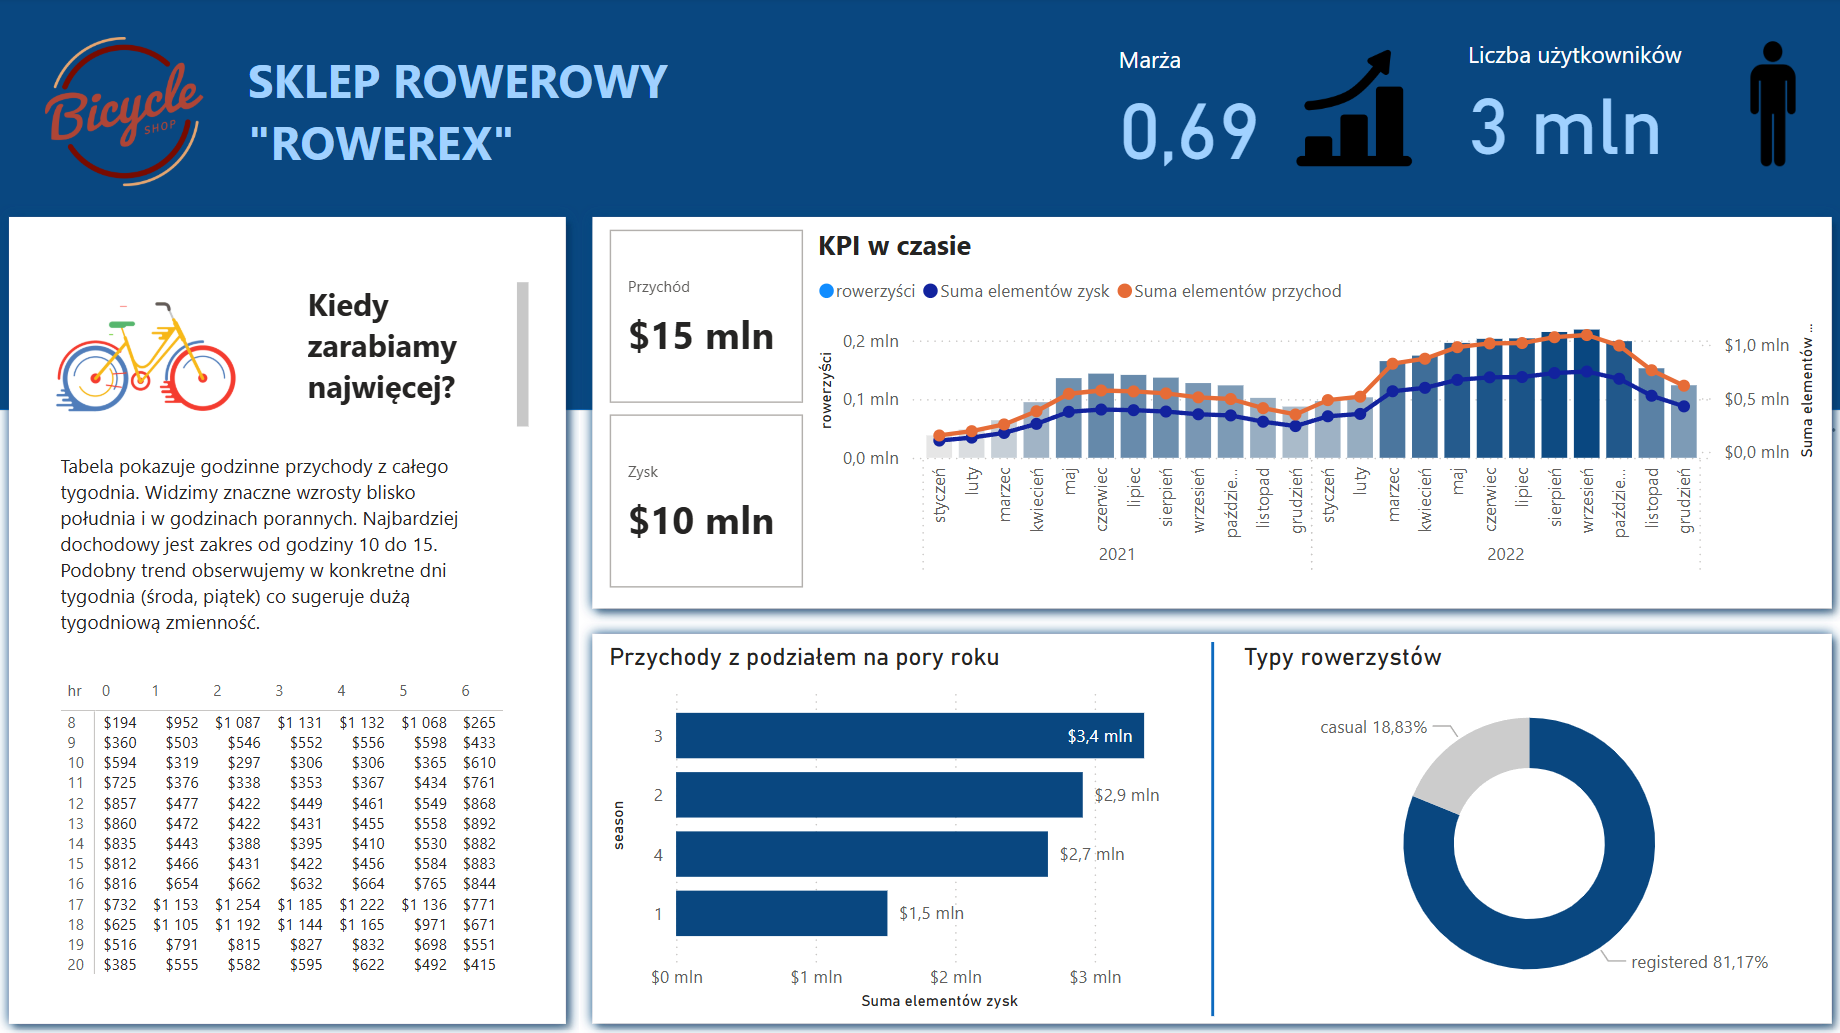 Bicycle
SHOP
SKLEP ROWEROWY
"ROWEREX"
Marża
0,69
Liczba użytkowników
3 mln
Kiedy
zarabiamy
najwięcej?
Tabela pokazuje godzinne przychody z całego
tygodnia. Widzimy znaczne wzrosty blisko
południa i w godzinach porannych. Najbardziej
dochodowy jest zakres od godziny 10 do 15.
Podobny trend obserwujemy w konkretne dni
tygodnia (środa, piątek) co sugeruje dużą
tygodniową zmienność.
hr 0 1 2 3 4 5 6
8 $194 $952 $1 087 $1 131 $1 132 $1 068 $265
9 $360 $503 $546 $552 $556 $598 $433
10 $594 $319 $297 $306 $306 $365 $610
11 $725 $376 $338 $353 $367 $434 $761
12 $857 $477 $422 $449 $461 $549 $868
13 $860 $472 $422 $431 $455 $558 $892
14 $835 $443 $388 $395 $410 $530 $882
15 $812 $466 $431 $422 $456 $584 $883
16 $816 $654 $662 $632 $664 $765 $844
17 $732 $1 153 $1 254 $1 185 $1 222 $1 136 $771
18 $625 $1 105 $1 192 $1 144 $1 165 $971 $671
19 $516 $791 $815 $827 $832 $698 $551
20 $385 $555 $582 $595 $622 $492 $415
Przychód
$15 mln
Zysk
$10 mln
KPI w czasie
rowerzyści Suma elementów zysk Suma elementów przychod
rowerzyści
0,2 mln
0,1 mln
0,0 mln
$1,0 mln
$0,5 mln
$0,0 mln
Suma elementów ...
styczeń luty marzec kwiecień maj czerwiec lipiec sierpień wrzesień paździe... listopad grudzień styczeń luty marzec kwiecień maj czerwiec lipiec sierpień wrzesień paździe... listopad grudzień
2021 2022
Przychody z podziałem na pory roku
season
3 $3,4 mln
2 $2,9 mln
4 $2,7 mln
1 $1,5 mln
$0 mln $1 mln $2 mln $3 mln
Suma elementów zysk
Typy rowerzystów
casual 18,83%
registered 81,17%